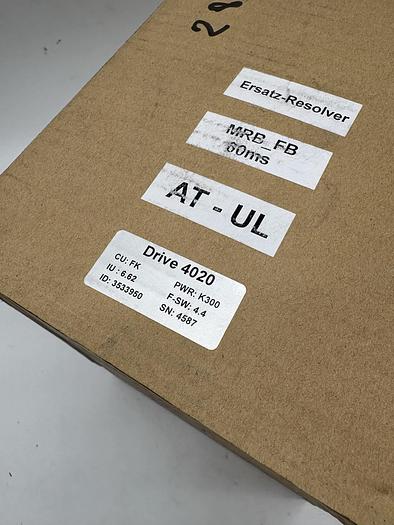 28
Ersatz-Resolver
MRB_FB
60ms
AT - UL
Drive 4020
CU: FK
PWR: K300
IU : 6.62
F-SW: 4.4
ID: 3533950
SN: 4587